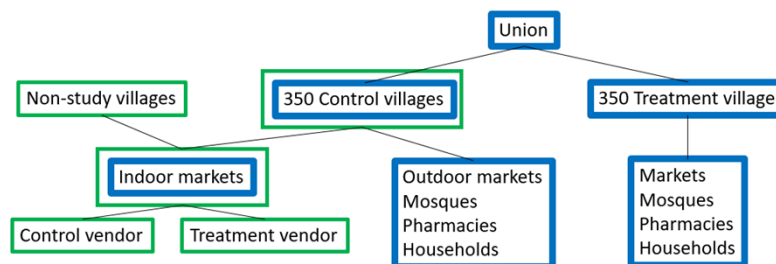 Union
Non-study villages
350 Control villages
350 Treatment village
Indoor markets
Outdoor markets
Mosques
Pharmacies
Households
Markets
Mosques
Pharmacies
Households
Control vendor
Treatment vendor